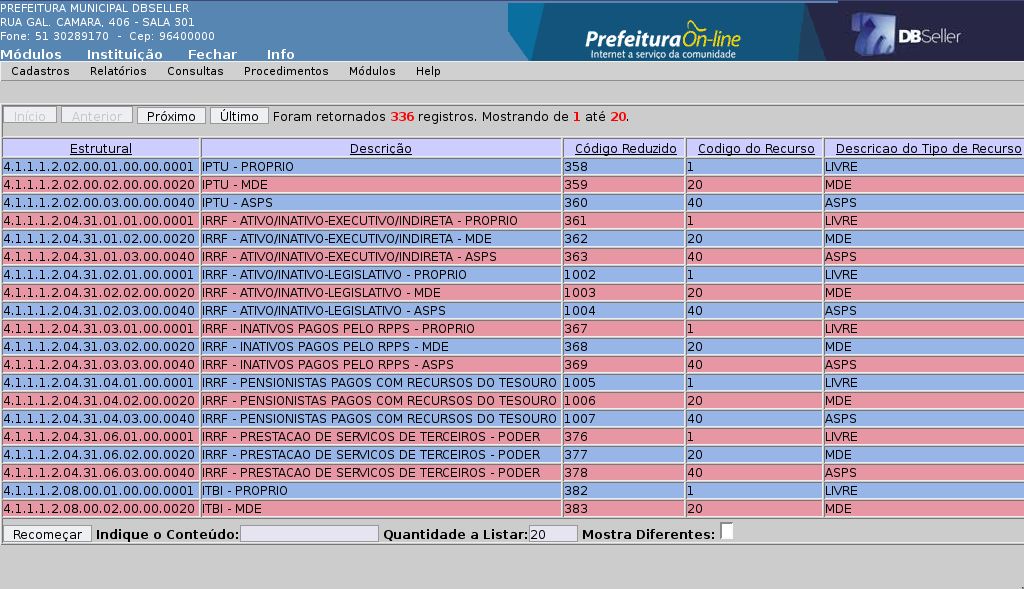 PREFEITURA MUNICIPAL DBSELLER
RUA GAL. CAMARA, 406 - SALA 301
Fone: 51 30289170 - Cep: 96400000
Prefeitura On-line
Internet a serviço da comunidade
DBSeller
Módulos Instituição Fechar Info
Cadastros Relatórios Consultas Procedimentos Módulos Help
Início Anterior Próximo Último Foram retornados 336 registros. Mostrando de 1 até 20.
Estrutural Descrição Código Reduzido Codigo do Recurso Descricao do Tipo de Recurso
4.1.1.1.2.02.00.01.00.00.0001 IPTU - PROPRIO 358 1 LIVRE
4.1.1.1.2.02.00.02.00.00.0020 IPTU - MDE 359 20 MDE
4.1.1.1.2.02.00.03.00.00.0040 IPTU - ASPS 360 40 ASPS
4.1.1.1.2.04.31.01.01.00.0001 IRRF - ATIVO/INATIVO-EXECUTIVO/INDIRETA - PROPRIO 361 1 LIVRE
4.1.1.1.2.04.31.01.02.00.0020 IRRF - ATIVO/INATIVO-EXECUTIVO/INDIRETA - MDE 362 20 MDE
4.1.1.1.2.04.31.01.03.00.0040 IRRF - ATIVO/INATIVO-EXECUTIVO/INDIRETA - ASPS 363 40 ASPS
4.1.1.1.2.04.31.02.01.00.0001 IRRF - ATIVO/INATIVO-LEGISLATIVO - PROPRIO 1002 1 LIVRE
4.1.1.1.2.04.31.02.02.00.0020 IRRF - ATIVO/INATIVO-LEGISLATIVO - MDE 1003 20 MDE
4.1.1.1.2.04.31.02.03.00.0040 IRRF - ATIVO/INATIVO-LEGISLATIVO - ASPS 1004 40 ASPS
4.1.1.1.2.04.31.03.01.00.0001 IRRF - INATIVOS PAGOS PELO RPPS - PROPRIO 367 1 LIVRE
4.1.1.1.2.04.31.03.02.00.0020 IRRF - INATIVOS PAGOS PELO RPPS - MDE 368 20 MDE
4.1.1.1.2.04.31.03.03.00.0040 IRRF - INATIVOS PAGOS PELO RPPS - ASPS 369 40 ASPS
4.1.1.1.2.04.31.04.01.00.0001 IRRF - PENSIONISTAS PAGOS COM RECURSOS DO TESOURO 1005 1 LIVRE
4.1.1.1.2.04.31.04.02.00.0020 IRRF - PENSIONISTAS PAGOS COM RECURSOS DO TESOURO 1006 20 MDE
4.1.1.1.2.04.31.04.03.00.0040 IRRF - PENSIONISTAS PAGOS COM RECURSOS DO TESOURO 1007 40 ASPS
4.1.1.1.2.04.31.06.01.00.0001 IRRF - PRESTACAO DE SERVICOS DE TERCEIROS - PODER 376 1 LIVRE
4.1.1.1.2.04.31.06.02.00.0020 IRRF - PRESTACAO DE SERVICOS DE TERCEIROS - PODER 377 20 MDE
4.1.1.1.2.04.31.06.03.00.0040 IRRF - PRESTACAO DE SERVICOS DE TERCEIROS - PODER 378 40 ASPS
4.1.1.1.2.08.00.01.00.00.0001 ITBI - PROPRIO 382 1 LIVRE
4.1.1.1.2.08.00.02.00.00.0020 ITBI - MDE 383 20 MDE
Recomeçar Indique o Conteúdo: Quantidade a Listar: 20 Mostra Diferentes: